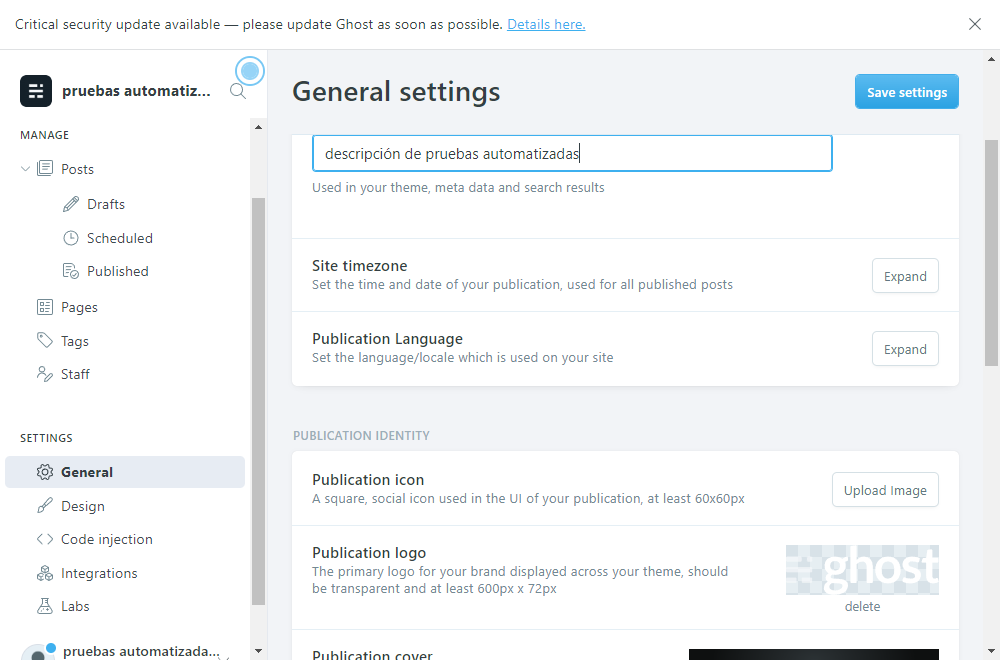 Critical security update available — please update Ghost as soon as possible. Details here.
pruebas automatiz...
General settings
Save settings
MANAGE
Posts
Drafts
Scheduled
Published
Pages
Tags
Staff
SETTINGS
General
Design
Code injection
Integrations
Labs
pruebas automatizada...
descripción de pruebas automatizadas
Used in your theme, meta data and search results
Site timezone
Set the time and date of your publication, used for all published posts
Expand
Publication Language
Set the language/locale which is used on your site
Expand
PUBLICATION IDENTITY
Publication icon
A square, social icon used in the UI of your publication, at least 60x60px
Upload Image
Publication logo
The primary logo for your brand displayed across your theme, should
be transparent and at least 600px x 72px
ghost
delete
Publication cover